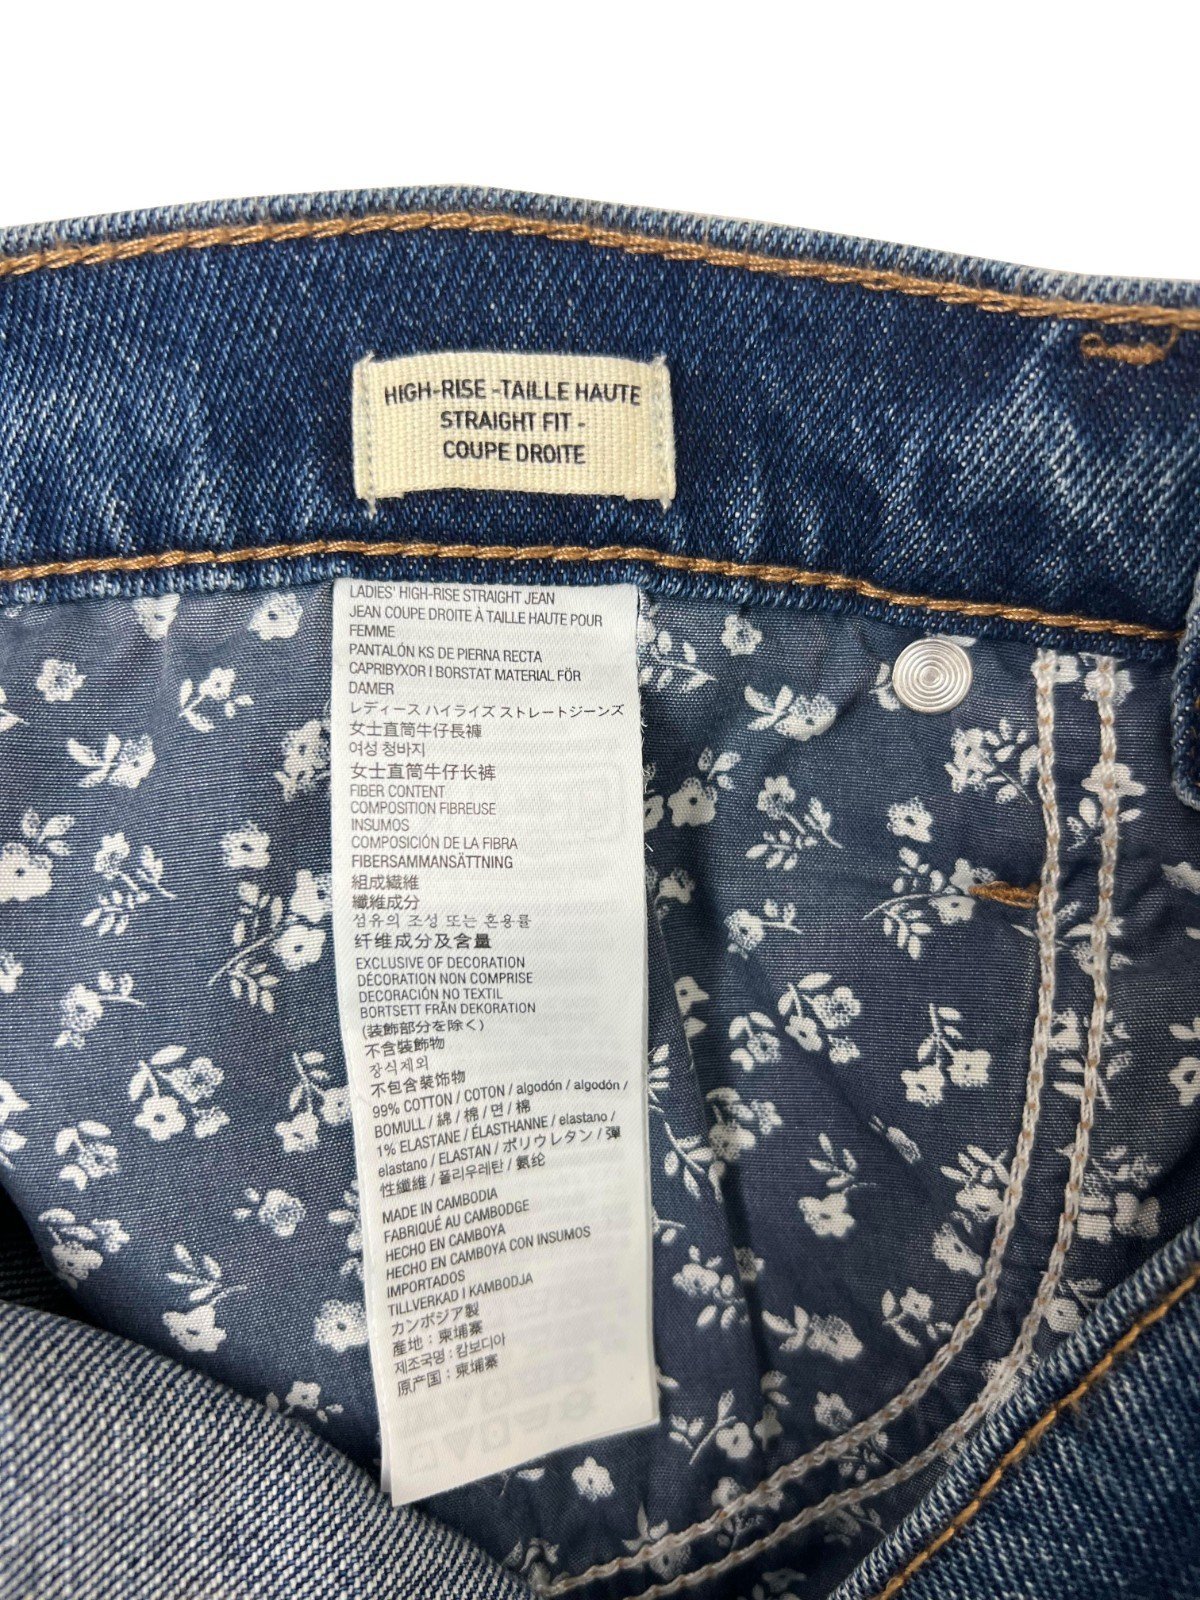 HIGH-RISE -TAILLE HAUTE
STRAIGHT FIT -
COUPE DROITE
LADIES' HIGH-RISE STRAIGHT JEAN
JEAN COUPE DROITE À TAILLE HAUTE POUR
FEMME
PANTALÓN KS DE PIERNA RECTA
CAPRIBYXOR I BORSTAT MATERIAL FÖR
DAMER
レディース ハイライズ ストレートジーンズ
女士直筒牛仔長褲
여성 청바지
女士直筒牛仔长裤
FIBER CONTENT
COMPOSITION FIBREUSE
INSUMOS
COMPOSICIÓN DE LA FIBRA
FIBERSAMMANSÄTTNING
組成繊維
纖維成分
섬유의 조성 또는 혼용률
纤维成分及含量
EXCLUSIVE OF DECORATION
DÉCORATION NON COMPRISE
DECORACIÓN NO TEXTIL
BORTSETT FRÅN DEKORATION
(装飾部分を除く)
不含裝飾物
장식제외
不包含装饰物
99% COTTON / COTON / algodón / algodón /
BOMULL / 綿 / 棉 / 면 / 棉
1% ELASTANE / ÉLASTHANNE / elastano /
elastano / ELASTAN / ポリウレタン / 彈
性纖維 / 폴리우레탄 / 氨纶
MADE IN CAMBODIA
FABRIQUÉ AU CAMBODGE
HECHO EN CAMBOYA
HECHO EN CAMBOYA CON INSUMOS
IMPORTADOS
TILLVERKAD I KAMBODJA
カンボジア製
產地：柬埔寨
제조국명: 캄보디아
原产国：柬埔寨